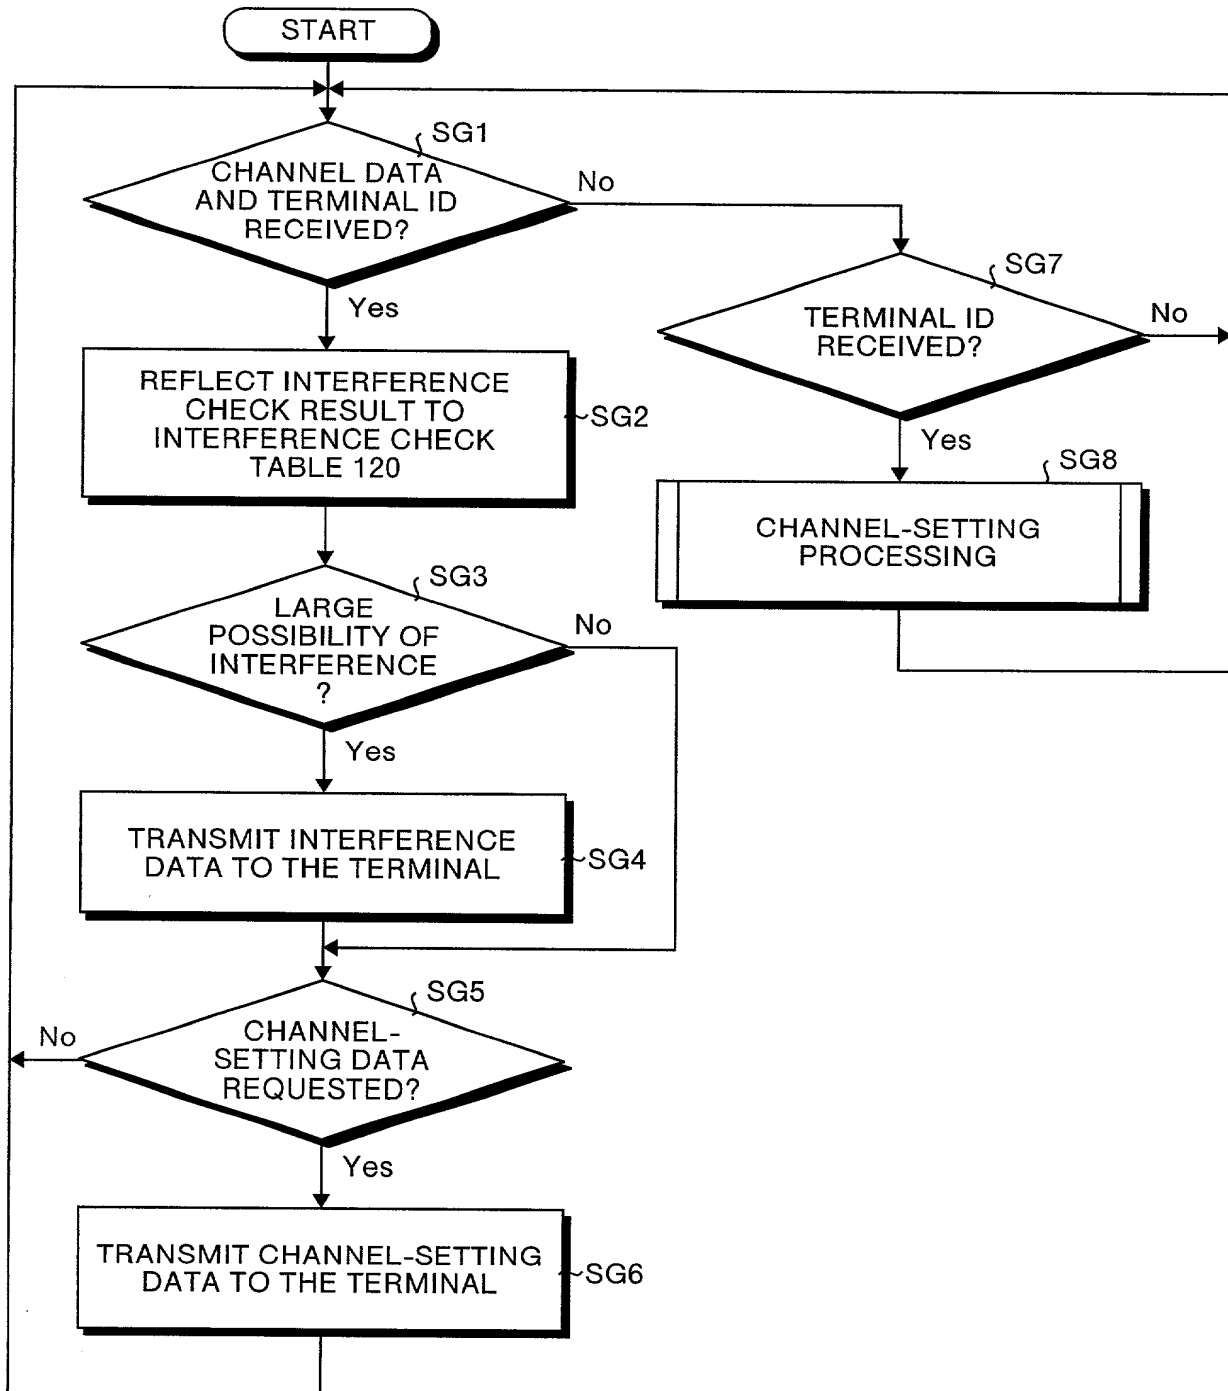 START
SG1
CHANNEL DATA
AND TERMINAL ID
RECEIVED?
No
Yes
SG7
TERMINAL ID
RECEIVED?
No
Yes
REFLECT INTERFERENCE
CHECK RESULT TO
INTERFERENCE CHECK
TABLE 120
SG2
SG8
CHANNEL-SETTING
PROCESSING
SG3
LARGE
POSSIBILITY OF
INTERFERENCE
?
No
Yes
TRANSMIT INTERFERENCE
DATA TO THE TERMINAL
SG4
SG5
CHANNEL-
SETTING DATA
REQUESTED?
No
Yes
TRANSMIT CHANNEL-SETTING
DATA TO THE TERMINAL
SG6